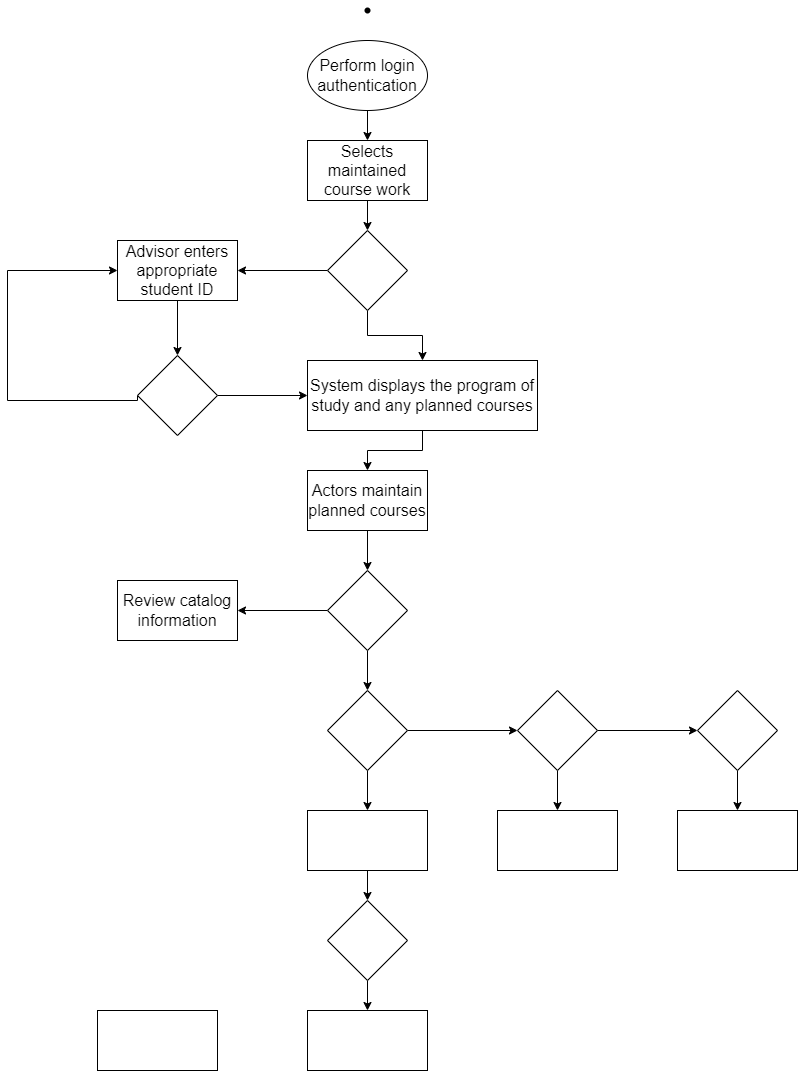 Perform login
authentication
Selects
maintained
course work
Advisor enters
appropriate
student ID
System displays the program of
study and any planned courses
Actors maintain
planned courses
Review catalog
information